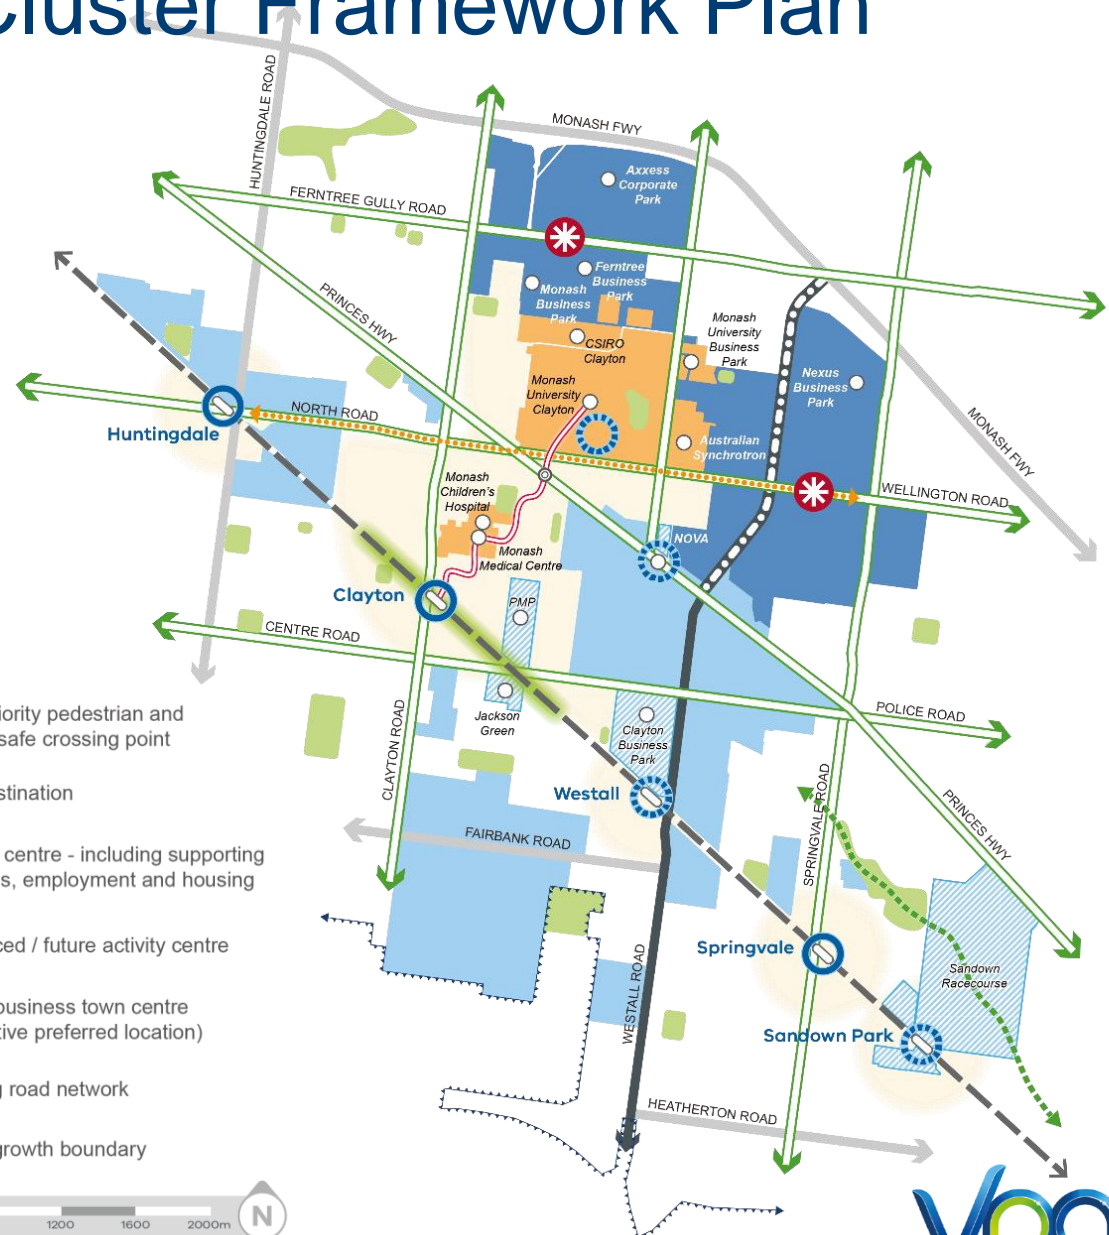 Cluster Framework Plan
HUNTINGDALE ROAD
MONASH FWY
Axxess
Corporate
Park
FERNTREE GULLY ROAD
Ferntree
Business
Park
Monash
Business
Park
PRINCES HWY
Monash
University
Business
Park
CSIRO
Clayton
Monash
University
Clayton
Nexus
Business
Park
NORTH ROAD
Huntingdale
Australian
Synchrotron
MONASH FWY
WELLINGTON ROAD
Monash
Children's
Hospital
NOVA
Monash
Medical Centre
Clayton
PMP
CENTRE ROAD
POLICE ROAD
Jackson
Green
Clayton
Business
Park
CLAYTON ROAD
iority pedestrian and
safe crossing point
stination
Westall
SPRINGVALE ROAD
PRINCES HWY
FAIRBANK ROAD
centre - including supporting
s, employment and housing
ced / future activity centre
Springvale
Sandown
Racecourse
WESTALL ROAD
business town centre
tive preferred location)
Sandown Park
g road network
HEATHERTON ROAD
growth boundary
1200 1600 2000m
N